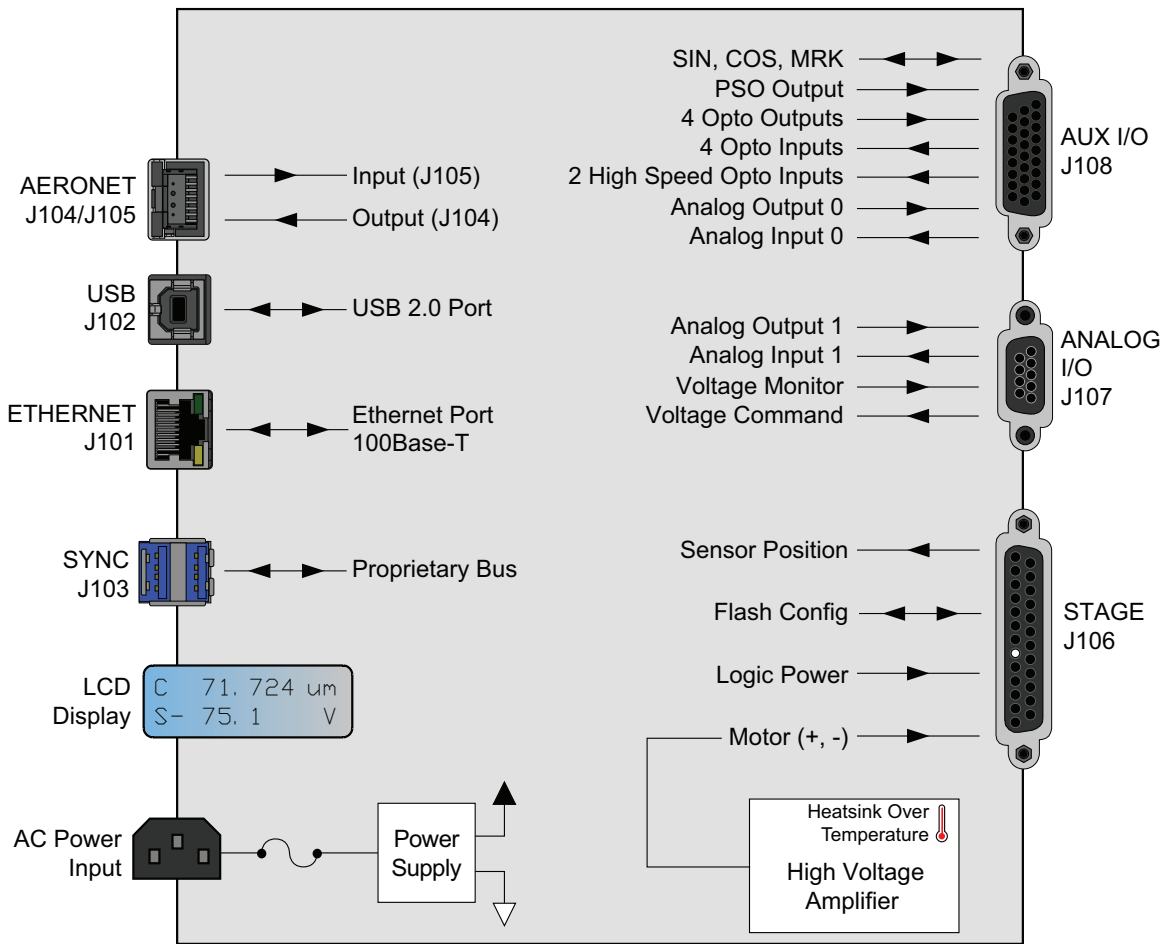 AERONET
J104/J105
Input (J105)
Output (J104)
USB
J102
USB 2.0 Port
ETHERNET
J101
Ethernet Port
100Base-T
SYNC
J103
Proprietary Bus
LCD
Display
C 71.724 um
S- 75.1 V
AC Power
Input
Power
Supply
SIN, COS, MRK
PSO Output
4 Opto Outputs
4 Opto Inputs
2 High Speed Opto Inputs
Analog Output 0
Analog Input 0
AUX I/O
J108
Analog Output 1
Analog Input 1
Voltage Monitor
Voltage Command
ANALOG
I/O
J107
Sensor Position
Flash Config
Logic Power
Motor (+, -)
STAGE
J106
Heatsink Over
Temperature
High Voltage
Amplifier